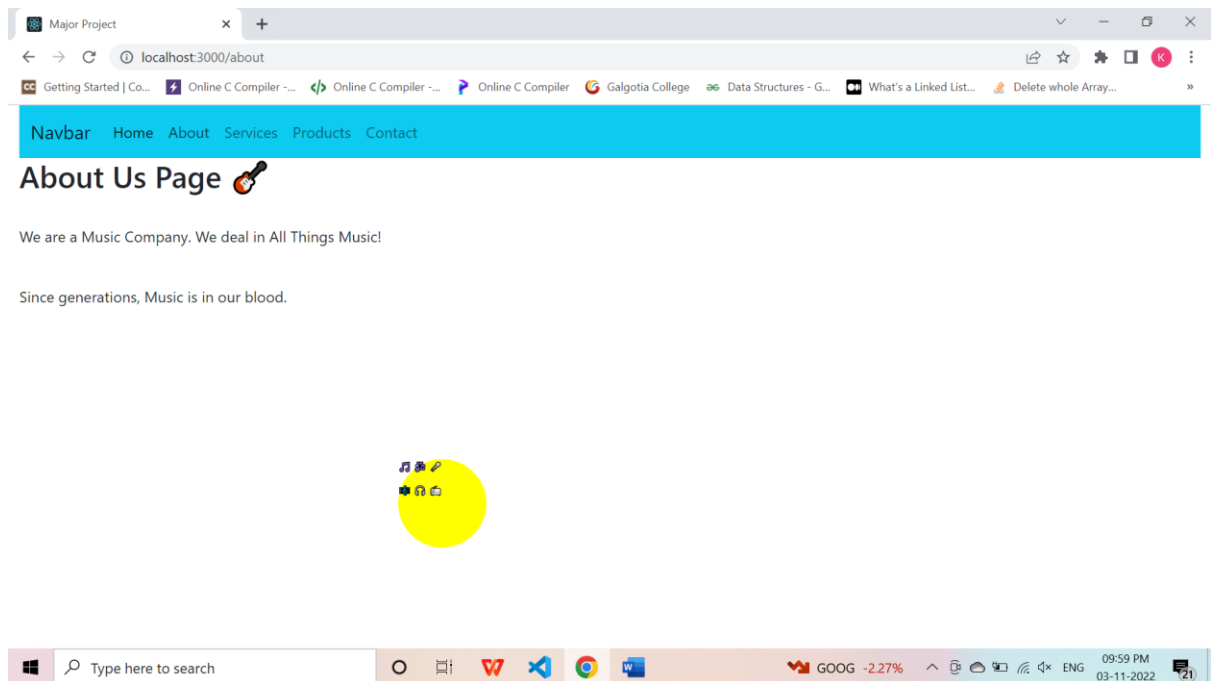 Major Project
localhost:3000/about
Getting Started | Co... Online C Compiler -... Online C Compiler -... Online C Compiler Galgotia College Data Structures - G... What's a Linked List... Delete whole Array... »
Navbar Home About Services Products Contact
About Us Page 🎸
We are a Music Company. We deal in All Things Music!
Since generations, Music is in our blood.
Type here to search GOOG -2.27% ENG 09:59 PM
03-11-2022 21